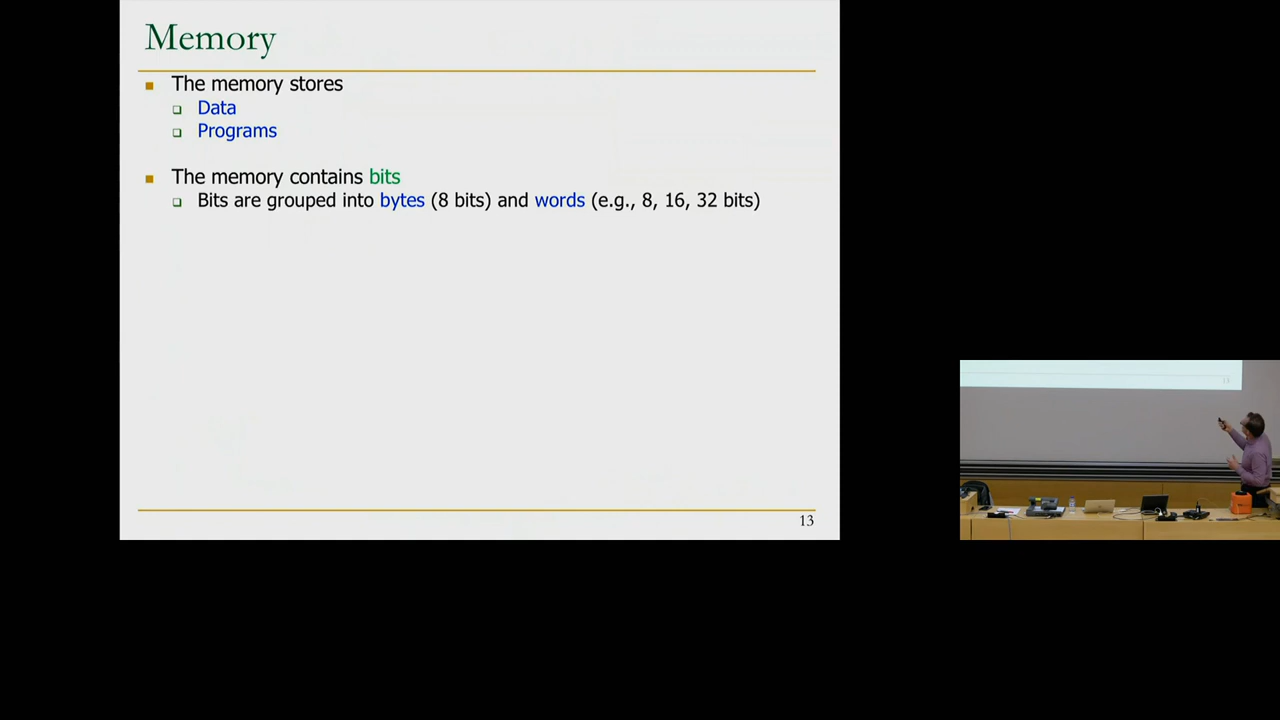 Memory
The memory stores
Data
Programs
The memory contains bits
Bits are grouped into bytes (8 bits) and words (e.g., 8, 16, 32 bits)
13
13